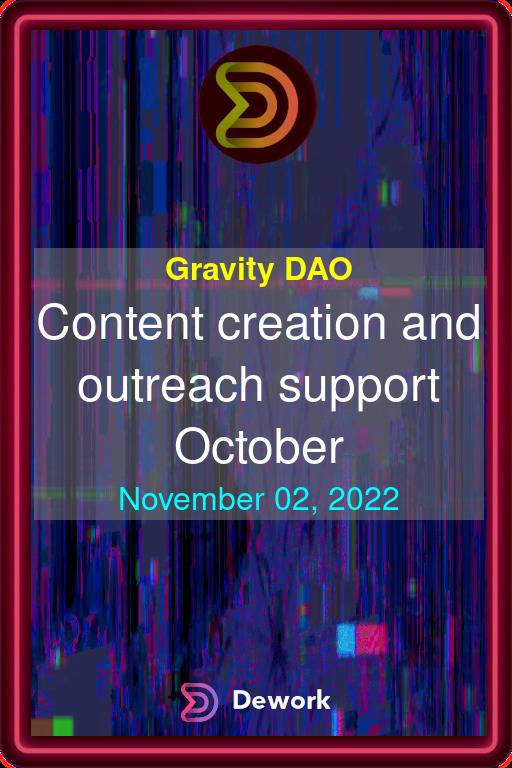 Gravity DAO
Content creation and
outreach support
October
November 02, 2022
Dework